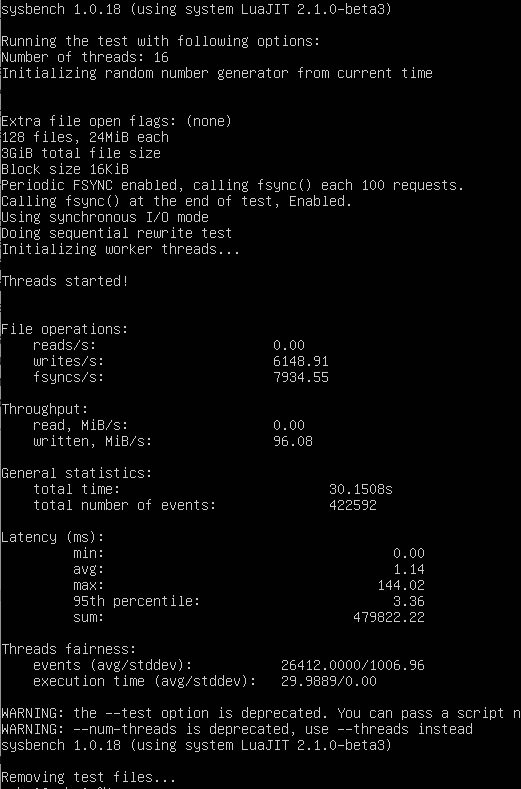 sysbench 1.0.18 (using system LuaJIT 2.1.0-beta3)
Running the test with following options:
Number of threads: 16
Initializing random number generator from current time
Extra file open flags: (none)
128 files, 24MiB each
3GiB total file size
Block size 16KiB
Periodic FSYNC enabled, calling fsync() each 100 requests.
Calling fsync() at the end of test, Enabled.
Using synchronous I/O mode
Doing sequential rewrite test
Initializing worker threads...
Threads started!
File operations:
reads/s: 0.00
writes/s: 6148.91
fsyncs/s: 7934.55
Throughput:
read, MiB/s: 0.00
written, MiB/s: 96.08
General statistics:
total time: 30.1508s
total number of events: 422592
Latency (ms):
min: 0.00
avg: 1.14
max: 144.02
95th percentile: 3.36
sum: 479822.22
Threads fairness:
events (avg/stddev): 26412.0000/1006.96
execution time (avg/stddev): 29.9889/0.00
WARNING: the --test option is deprecated. You can pass a script n
WARNING: --num-threads is deprecated, use --threads instead
sysbench 1.0.18 (using system LuaJIT 2.1.0-beta3)
Removing test files...